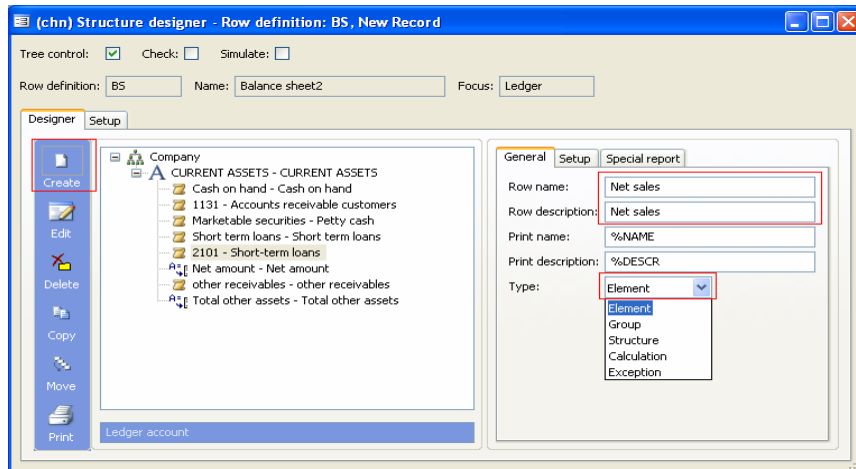 (chn) Structure designer - Row definition: BS, New Record
Tree control: Check: Simulate:
Row definition: BS Name: Balance sheet2 Focus: Ledger
Designer Setup
Create
Edit
Delete
Copy
Move
Print
Company
A CURRENT ASSETS - CURRENT ASSETS
Cash on hand - Cash on hand
1131 - Accounts receivable customers
Marketable securities - Petty cash
Short term loans - Short term loans
2101 - Short-term loans
Net amount - Net amount
other receivables - other receivables
Total other assets - Total other assets
Ledger account
General Setup Special report
Row name: Net sales
Row description: Net sales
Print name: %NAME
Print description: %DESCR
Type: Element
Element
Group
Structure
Calculation
Exception